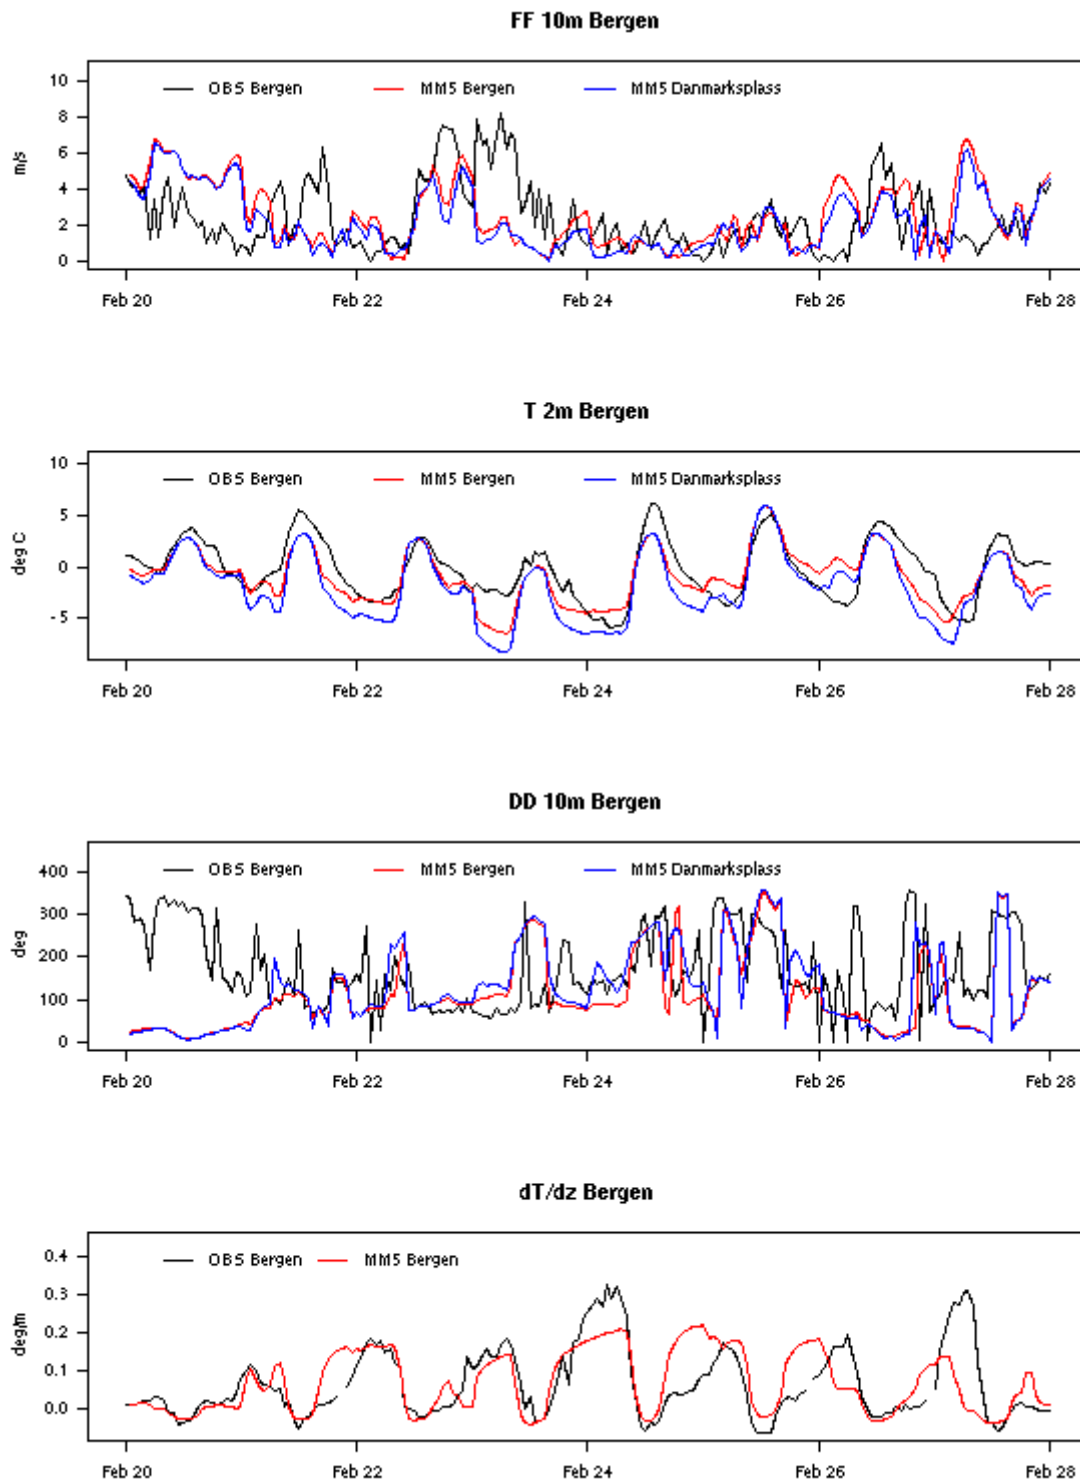 FF 10m Bergen
OBS Bergen MM5 Bergen MM5 Danmarksplass
m/s
10
8
6
4
2
0
Feb 20 Feb 22 Feb 24 Feb 26 Feb 28
T 2m Bergen
OBS Bergen MM5 Bergen MM5 Danmarksplass
deg C
10
5
0
-5
Feb 20 Feb 22 Feb 24 Feb 26 Feb 28
DD 10m Bergen
OBS Bergen MM5 Bergen MM5 Danmarksplass
deg
400
300
200
100
0
Feb 20 Feb 22 Feb 24 Feb 26 Feb 28
dT/dz Bergen
OBS Bergen MM5 Bergen
deg/m
0.4
0.3
0.2
0.1
0.0
Feb 20 Feb 22 Feb 24 Feb 26 Feb 28